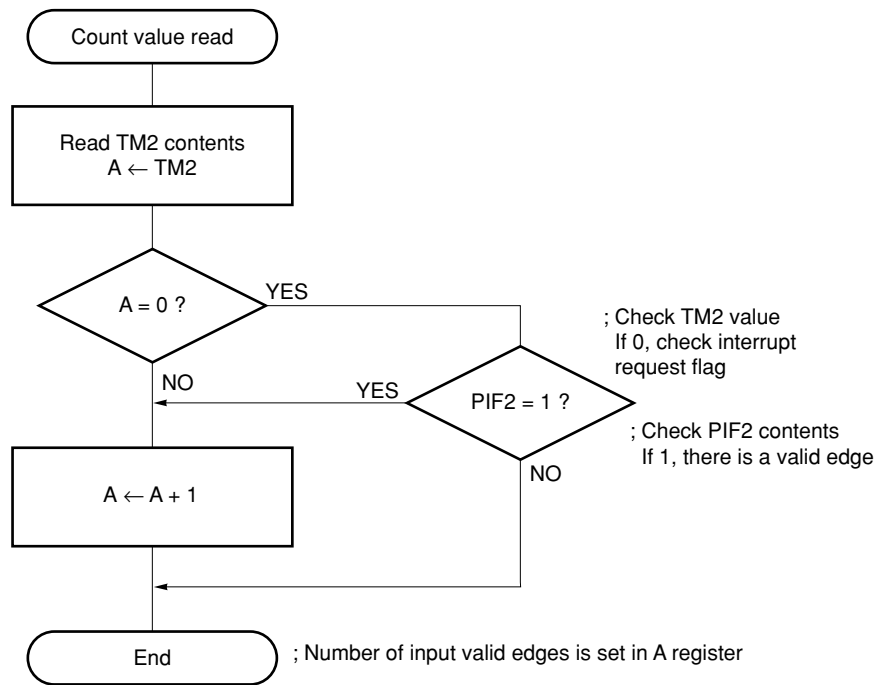 Count value read
Read TM2 contents
A ← TM2
A = 0 ?
YES
NO
; Check TM2 value
If 0, check interrupt
request flag
YES
PIF2 = 1 ?
; Check PIF2 contents
If 1, there is a valid edge
NO
A ← A + 1
End
; Number of input valid edges is set in A register